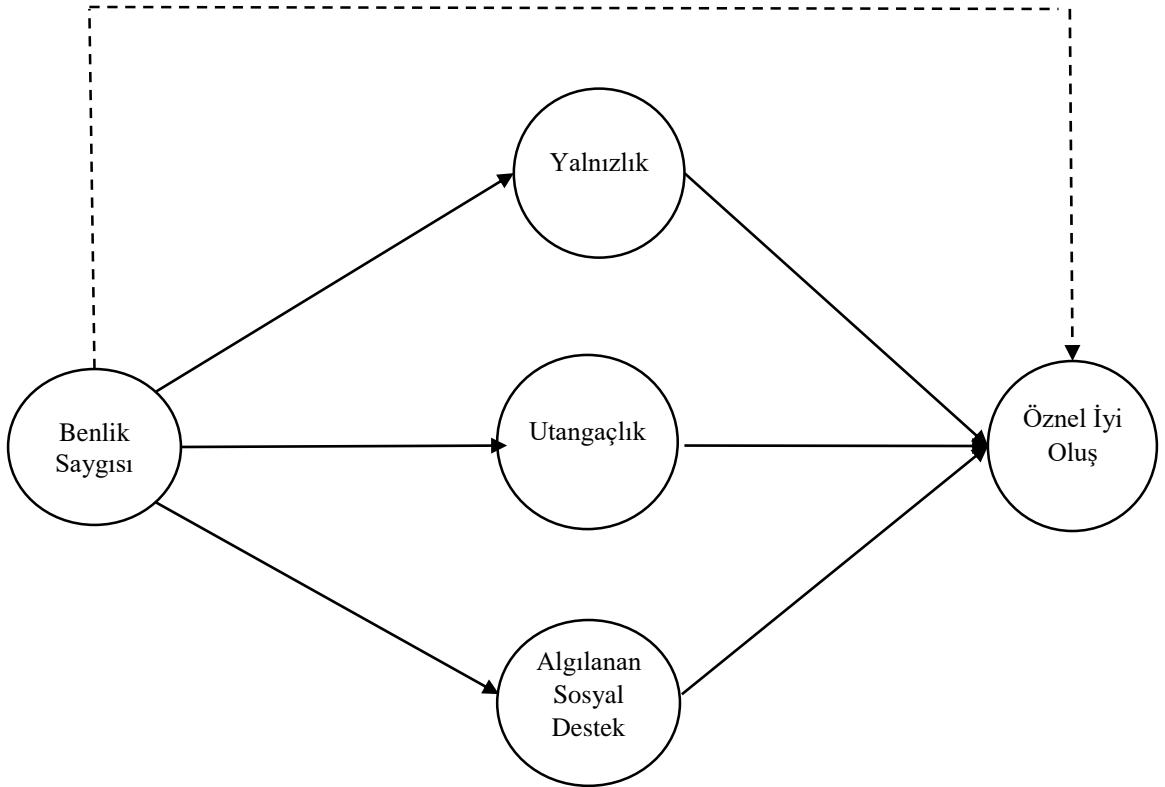 Yalnızlık
Benlik
Saygısı
Utangaçlık
Öznel İyi
Oluş
Algılanan
Sosyal
Destek